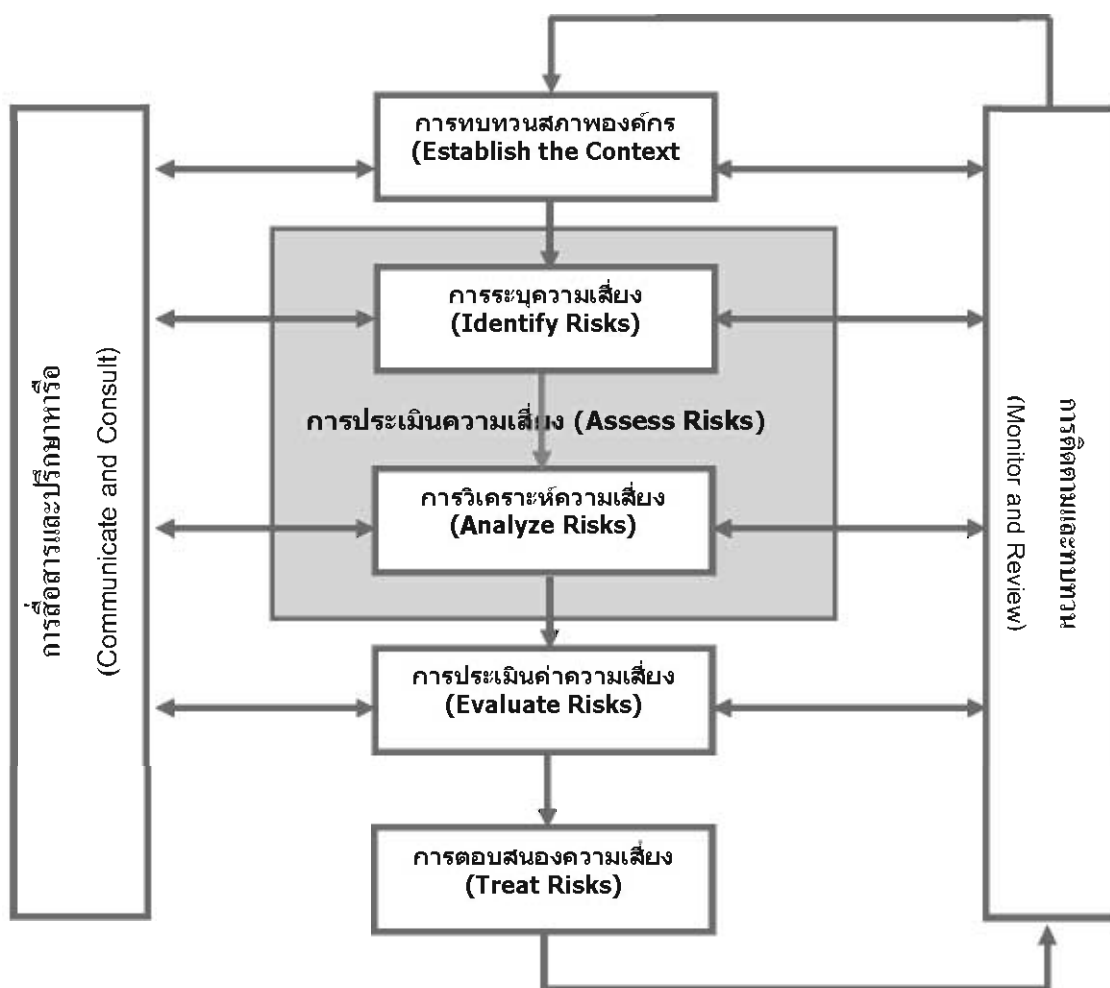 การทบทวนสภาพองค์กร
(Establish the Context
การระบุความเสี่ยง
(Identify Risks)
การประเมินความเสี่ยง (Assess Risks)
การวิเคราะห์ความเสี่ยง
(Analyze Risks)
การประเมินค่าความเสี่ยง
(Evaluate Risks)
การตอบสนองความเสี่ยง
(Treat Risks)
การสื่อสารและปรึกษาหารือ
(Communicate and Consult)
การติดตามและทบทวน
(Monitor and Review)